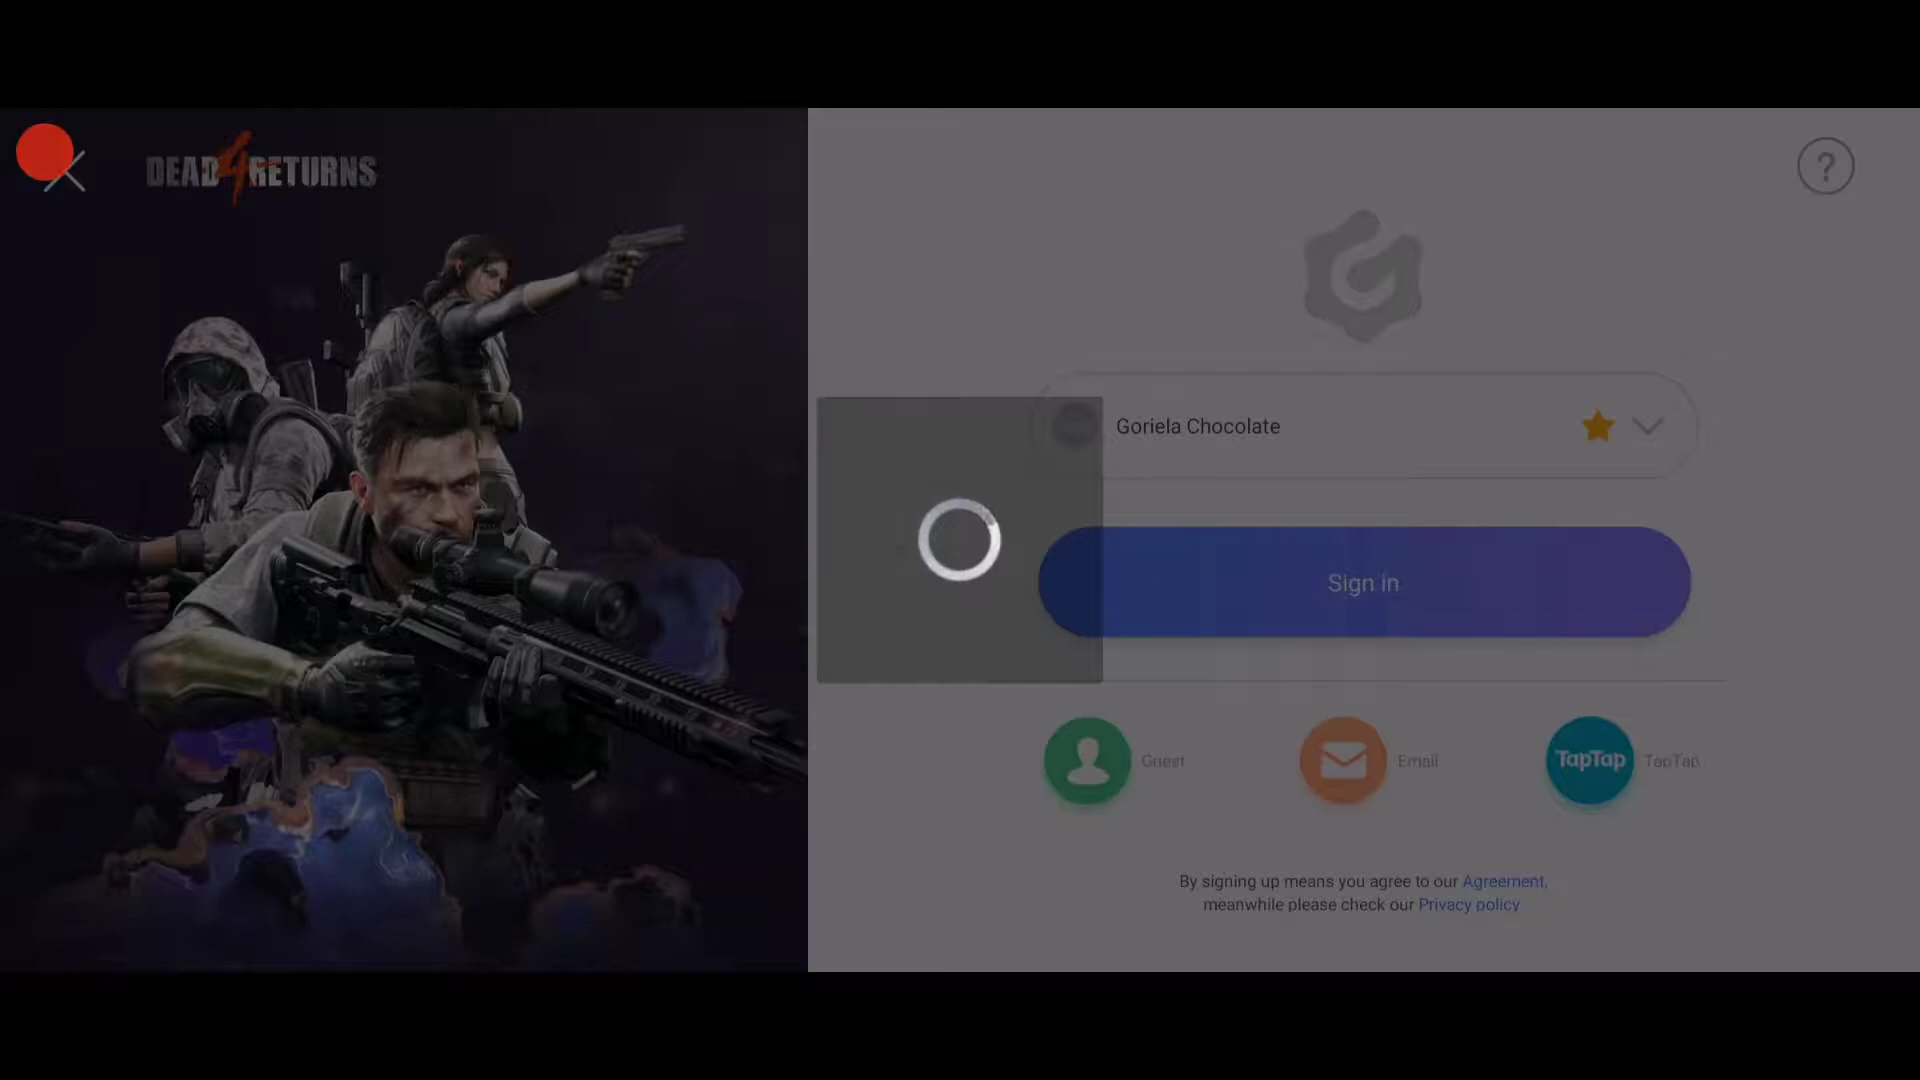 DEAD 4 RETURNS
?
Goriela Chocolate
Sign in
Guest
Email
TapTap
TapTap
By signing up means you agree to our Agreement,
meanwhile please check our Privacy policy